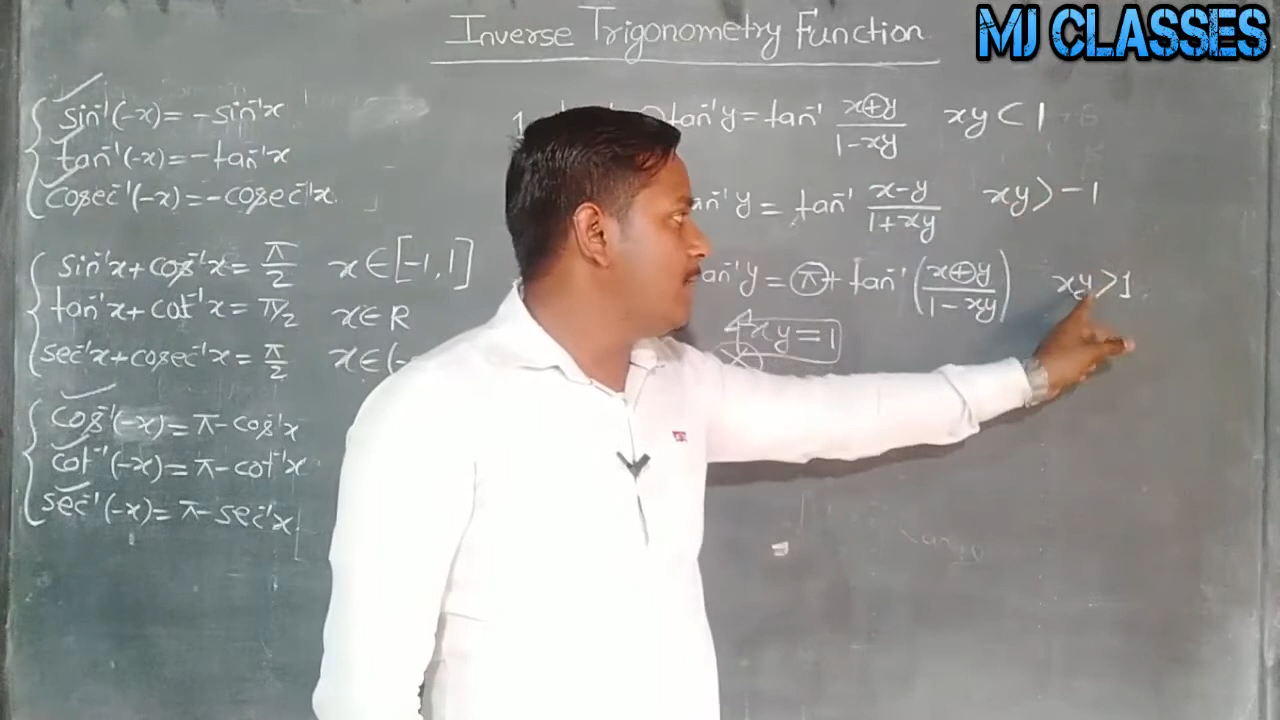 Inverse Trigonometry Function
MJ CLASSES
sin⁻¹(-x)= -sin⁻¹x
tan⁻¹(-x)= -tan⁻¹x
cosec⁻¹(-x)= -cosec⁻¹x
sin⁻¹x+cos⁻¹x= π/2 x∈[-1,1]
tan⁻¹x+cot⁻¹x= π/2 x∈R
sec⁻¹x+cosec⁻¹x= π/2 x∈(-
cos⁻¹(-x)= π-cos⁻¹x
cot⁻¹(-x)= π-cot⁻¹x
sec⁻¹(-x)= π-sec⁻¹x
1 tan⁻¹y= tan⁻¹ x+y/1-xy xy<1
an⁻¹y= tan⁻¹ x-y/1+xy xy>-1
an⁻¹y= π+tan⁻¹(x+y/1-xy) xy>1
xy=1